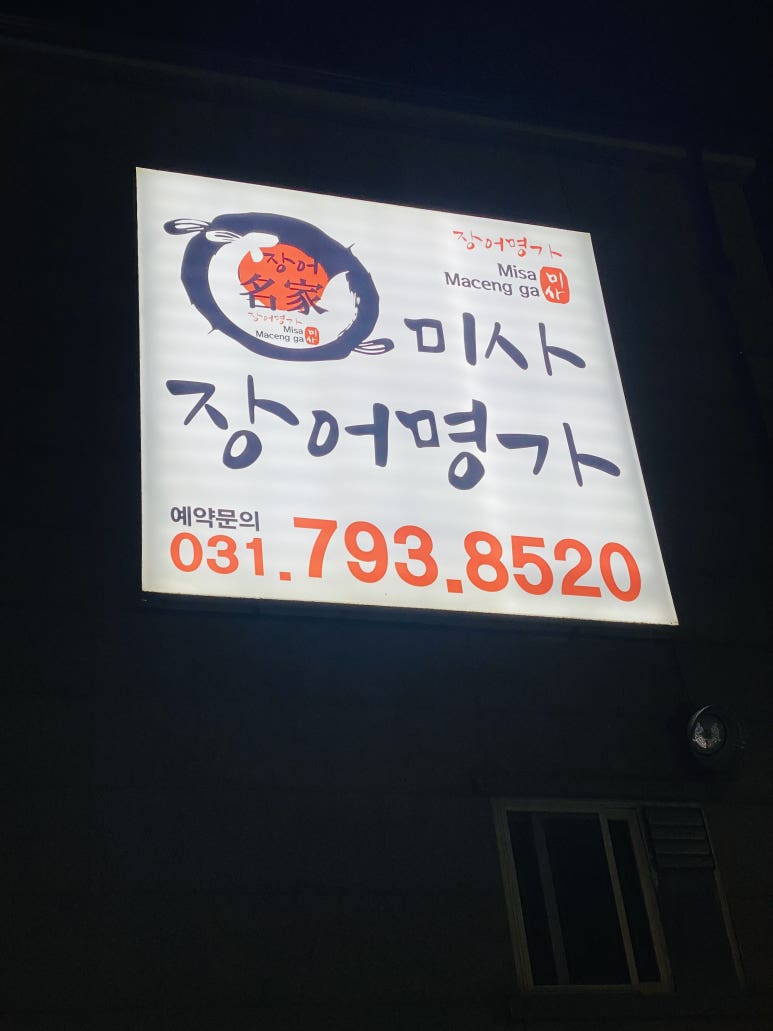 장어
名家
장어명가
Misa
Maceng ga
미사
장어명가
Misa
Maceng ga
미사
미사
장어명가
예약문의
031.793.8520